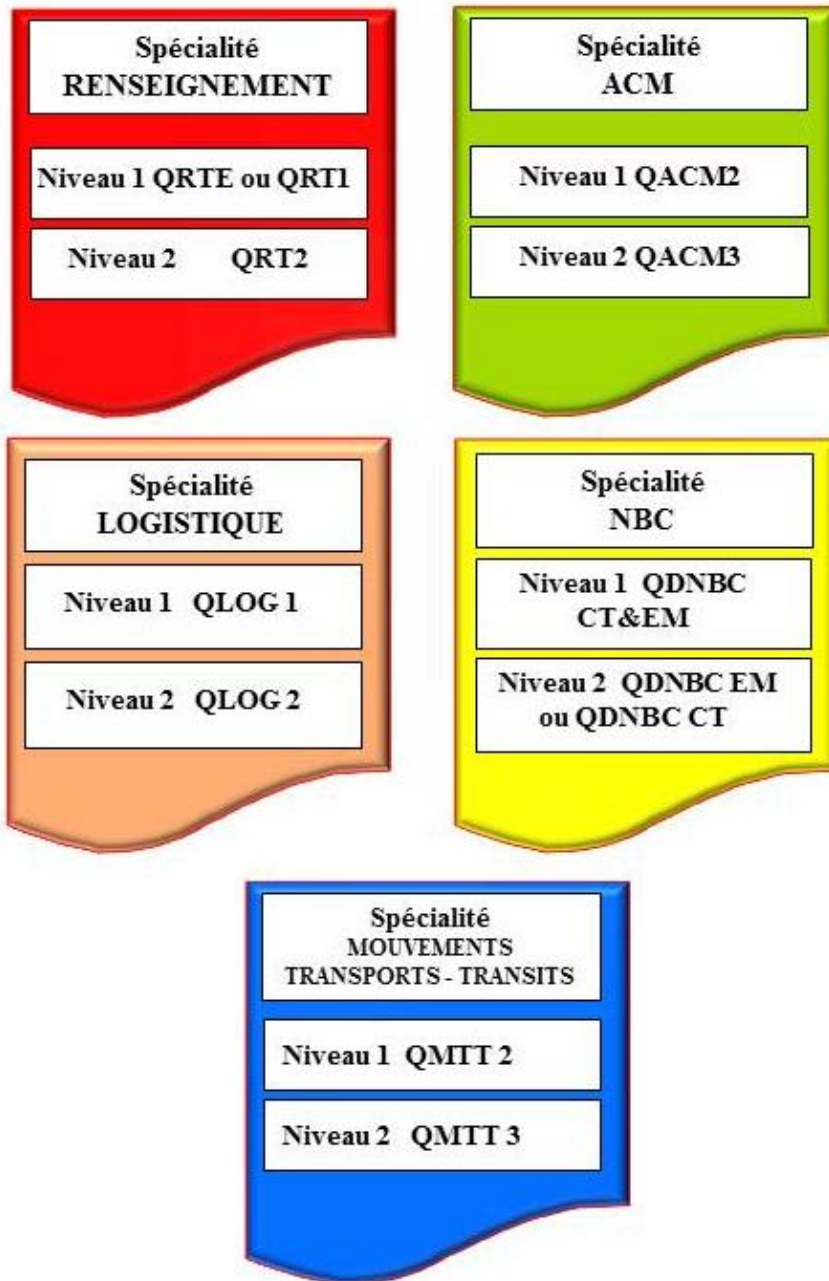 Spécialité
RENSEIGNEMENT
Niveau 1 QRTE ou QRT1
Niveau 2 QRT2
Spécialité
ACM
Niveau 1 QACM2
Niveau 2 QACM3
Spécialité
LOGISTIQUE
Niveau 1 QLOG 1
Niveau 2 QLOG 2
Spécialité
NBC
Niveau 1 QDNBC
CT&EM
Niveau 2 QDNBC EM
ou QDNBC CT
Spécialité
MOUVEMENTS
TRANSPORTS - TRANSITS
Niveau 1 QMTT 2
Niveau 2 QMTT 3